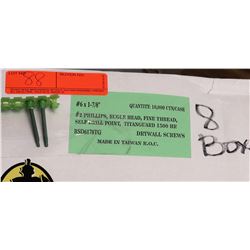 88
#6 x 1-7/8"
QUANTITY: 10,000 CTN/CASE
#2 PHILLIPS, BUGLE HEAD, FINE THREAD,
SELF DRILL POINT, TITANGUARD 1500 HR
DRYWALL SCREWS
MADE IN TAIWAN R.O.C.
8
Box